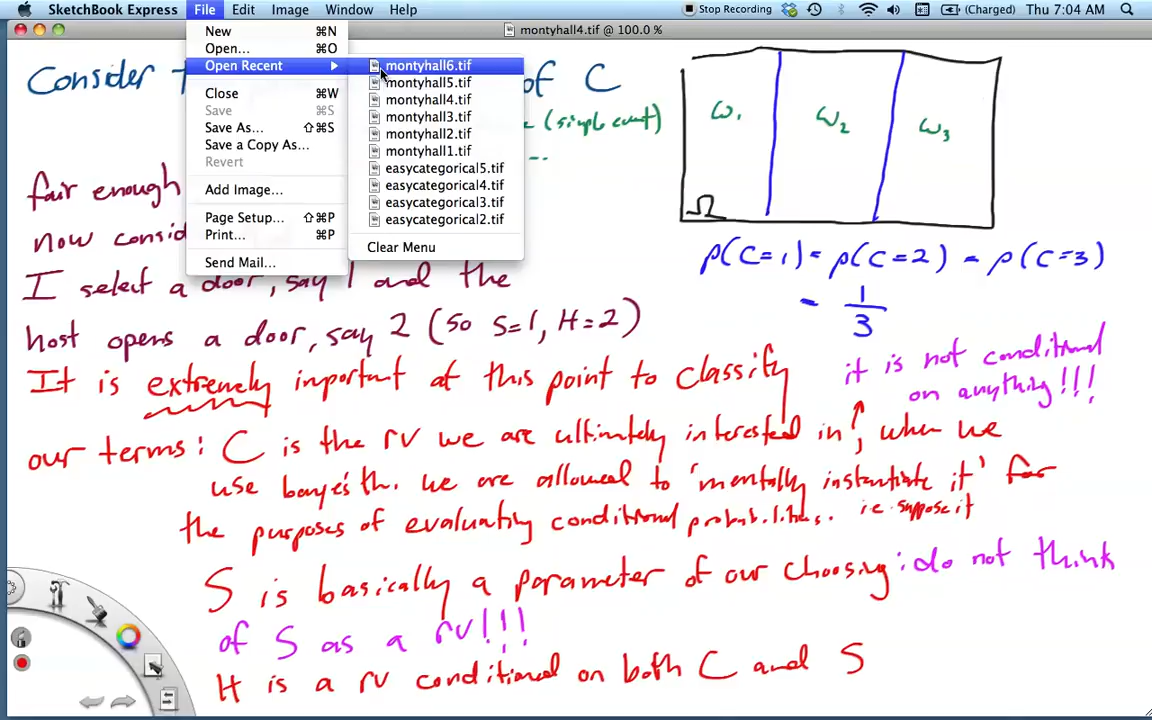 SketchBook Express File Edit Image Window Help Stop Recording (Charged) Thu 7:04 AM
montyhall4.tif @ 100.0 %
New ⌘N
Open... ⌘O
Open Recent
Close ⌘W
Save ⌘S
Save As... ⇧⌘S
Save a Copy As...
Revert
Add Image...
Page Setup... ⇧⌘P
Print... ⌘P
Send Mail...
montyhall6.tif
montyhall5.tif
montyhall4.tif
montyhall3.tif
montyhall2.tif
montyhall1.tif
easycategorical5.tif
easycategorical4.tif
easycategorical3.tif
easycategorical2.tif
Clear Menu
Consider of C
(simple count)
ω₁ ω₂ ω₃
Ω
p(C=1) = p(C=2) = p(C=3)
= 1/3
fair enough
now consid
I select a door, say 1 and the
host opens a door, say 2 (so S=1, H=2)
it is not conditional
on anything!!!
It is extremely important at this point to classify
our terms: C is the rv we are ultimately interested in, when we
use baye's th. we are allowed to 'mentally instantiate it' for
the purposes of evaluating conditional probabilities. i.e. suppose it
S is basically a parameter of our choosing: do not think
of S as a rv!!!
H is a rv conditional on both C and S